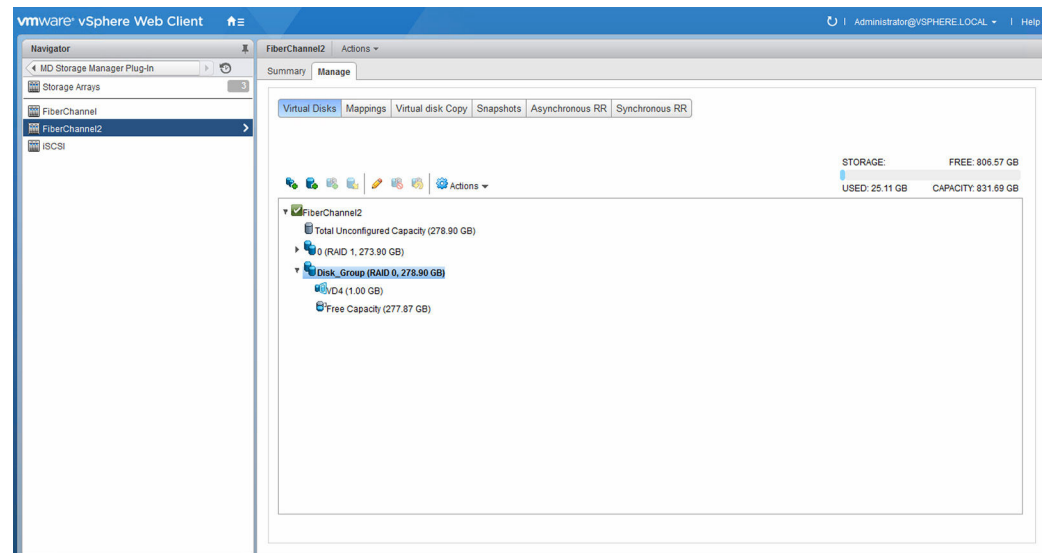 vmware® vSphere Web Client
Administrator@VSPHERE.LOCAL
Help
Navigator
MD Storage Manager Plug-In
Storage Arrays
3
FiberChannel
FiberChannel2
iSCSI
FiberChannel2
Actions
Summary
Manage
Virtual Disks
Mappings
Virtual disk Copy
Snapshots
Asynchronous RR
Synchronous RR
STORAGE:
FREE: 806.57 GB
USED: 25.11 GB
CAPACITY: 831.69 GB
Actions
FiberChannel2
Total Unconfigured Capacity (278.90 GB)
0 (RAID 1, 273.90 GB)
Disk_Group (RAID 0, 278.90 GB)
VD4 (1.00 GB)
Free Capacity (277.87 GB)